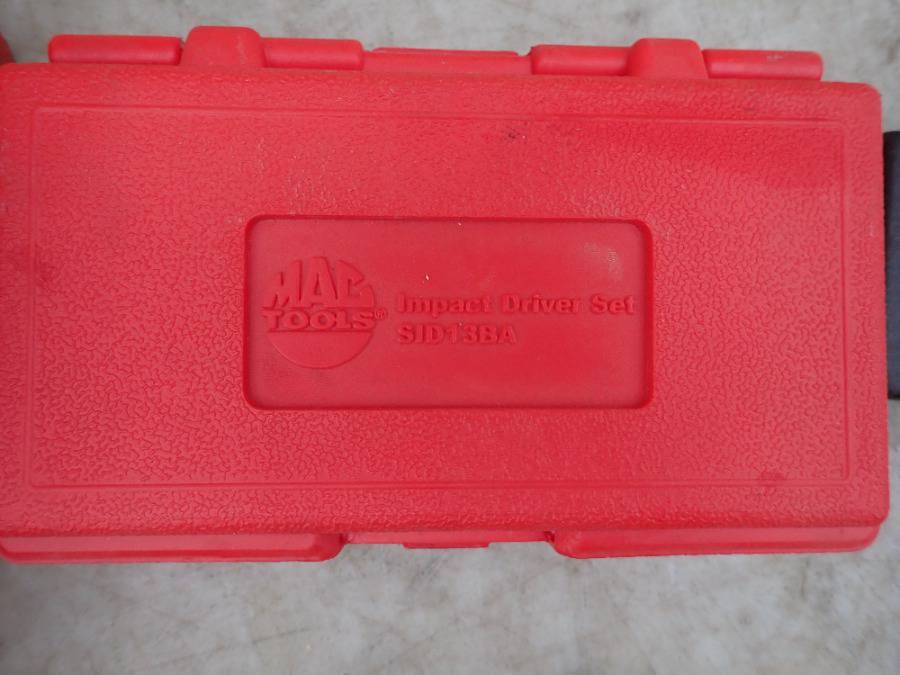 MAC
TOOLS®
Impact Driver Set
SID13BA